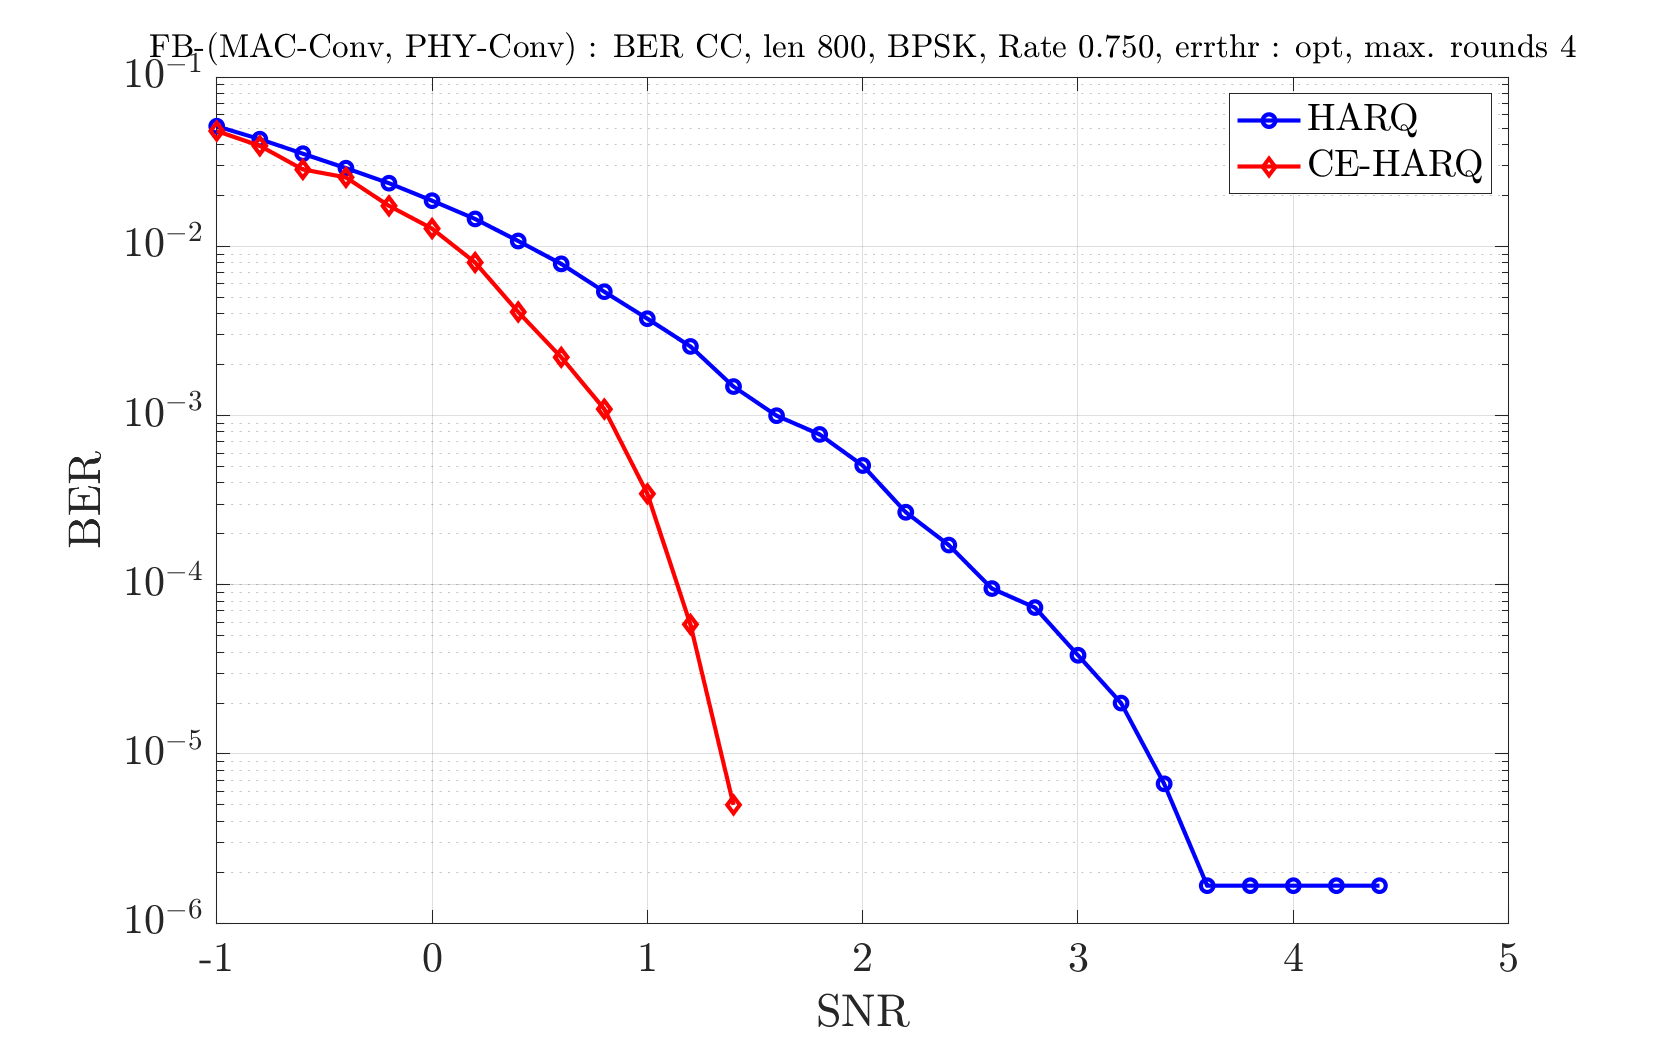 FB-(MAC-Conv, PHY-Conv) : BER CC, len 800, BPSK, Rate 0.750, errthr : opt, max. rounds 4
10^{-1}
HARQ
CE-HARQ
10^{-2}
10^{-3}
BER
10^{-4}
10^{-5}
10^{-6}
-1 0 1 2 3 4 5
SNR